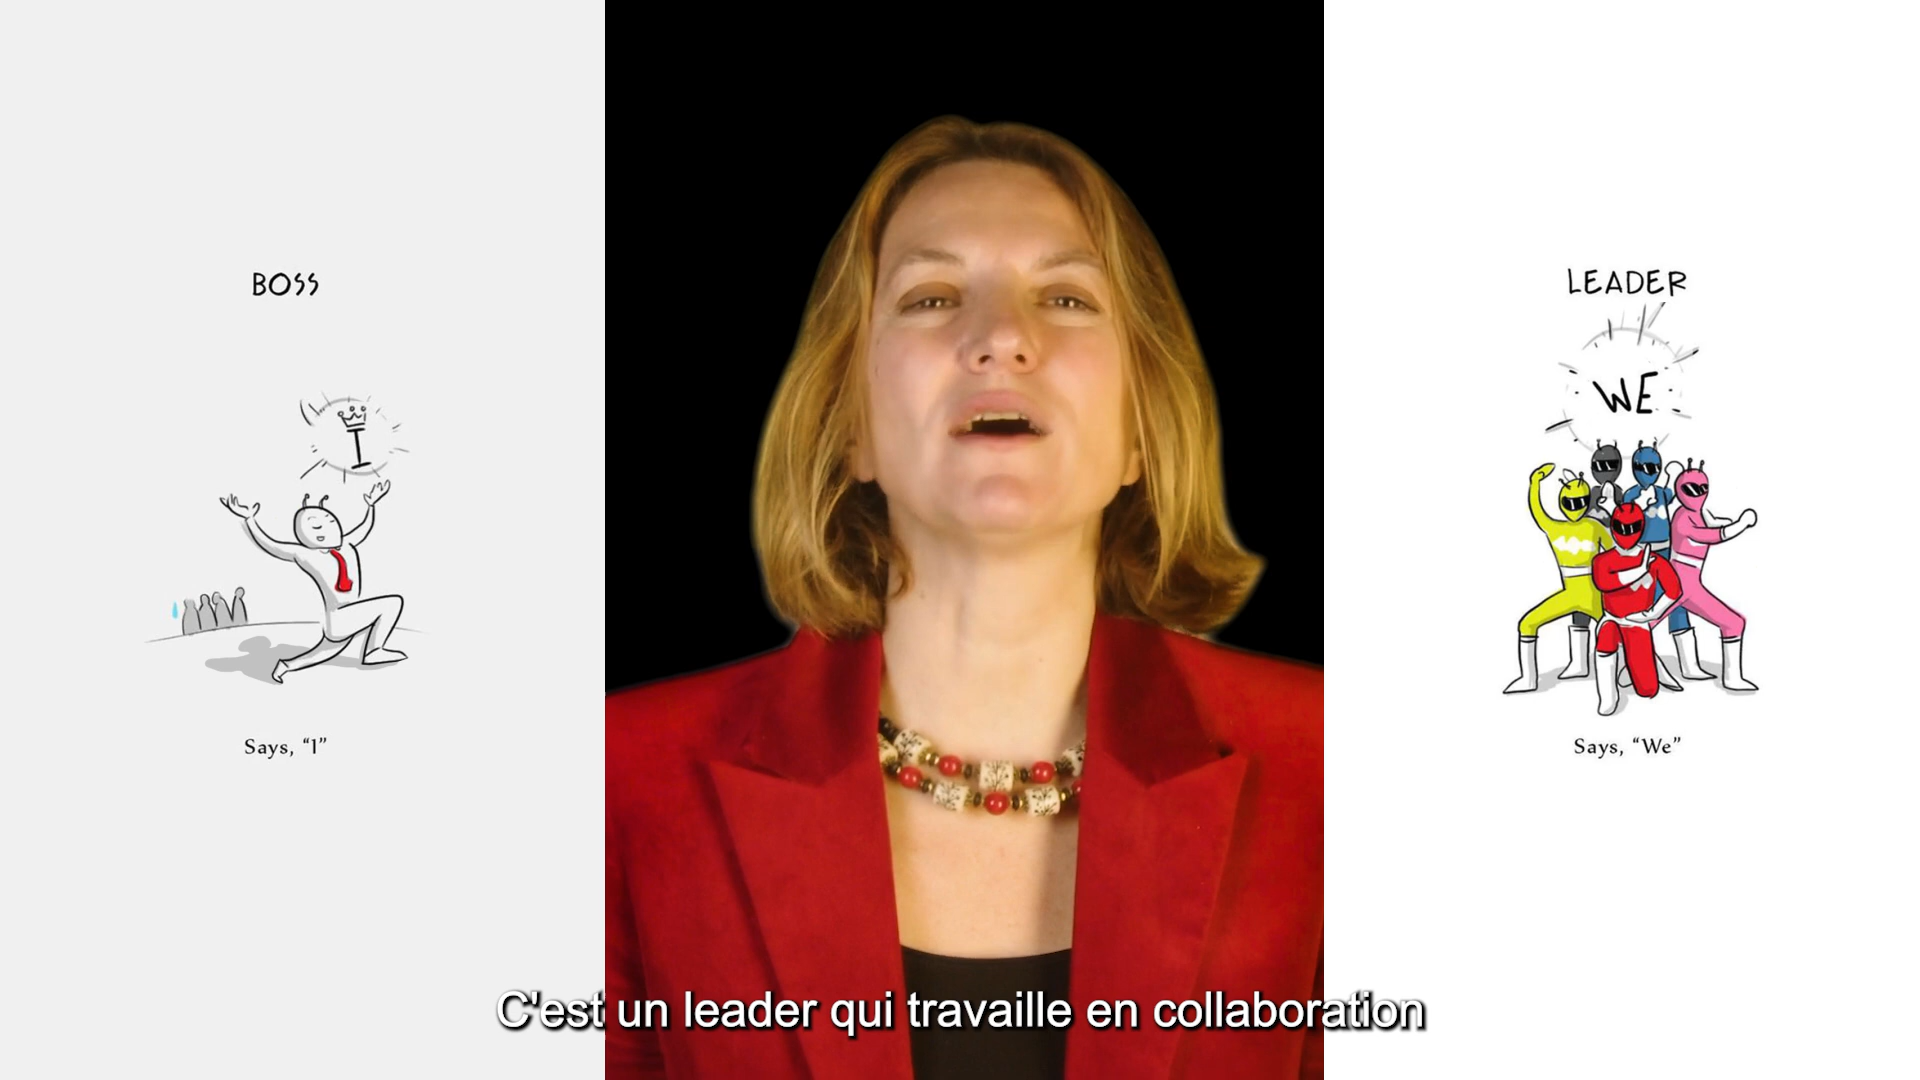 BOSS
I
Says, “I”
LEADER
WE
Says, “We”
C'est un leader qui travaille en collaboration